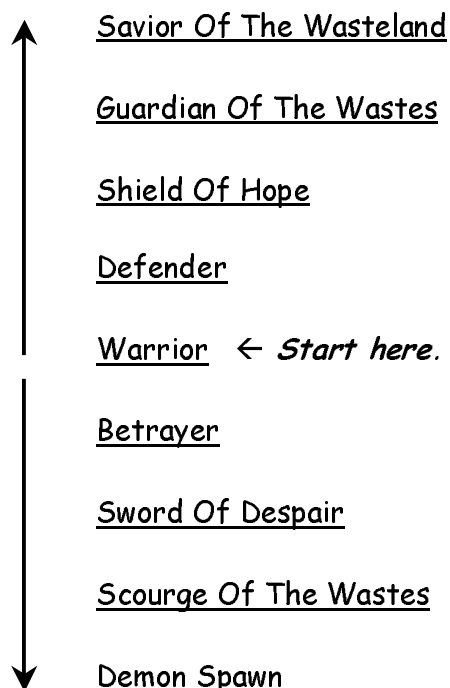 Savior Of The Wasteland
Guardian Of The Wastes
Shield Of Hope
Defender
Warrior ← Start here.
Betrayer
Sword Of Despair
Scourge Of The Wastes
Demon Spawn